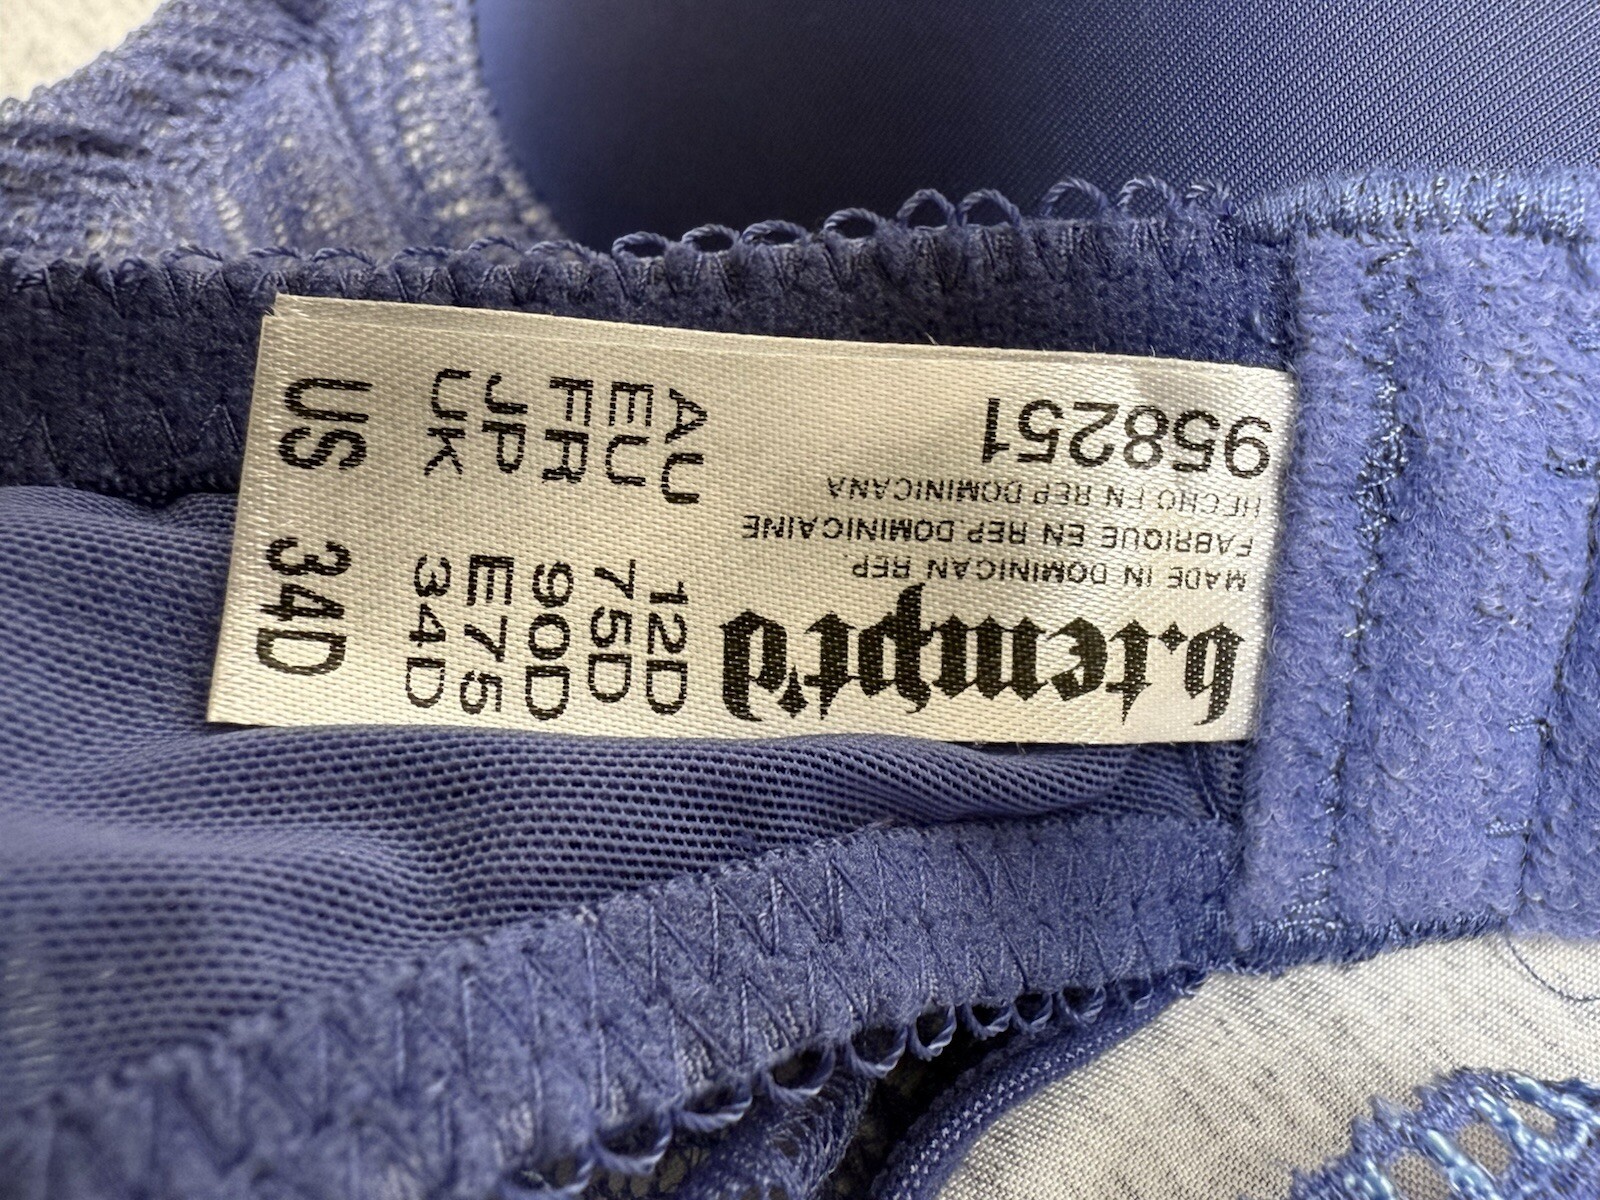 b.tempt'd
MADE IN DOMINICAN REP.
FABRIQUE EN REP. DOMINICAINE
HECHO EN REP DOMINICANA
958251
US 34D
UK 34D
JP E75
FR 90D
EU 75D
AU 12D